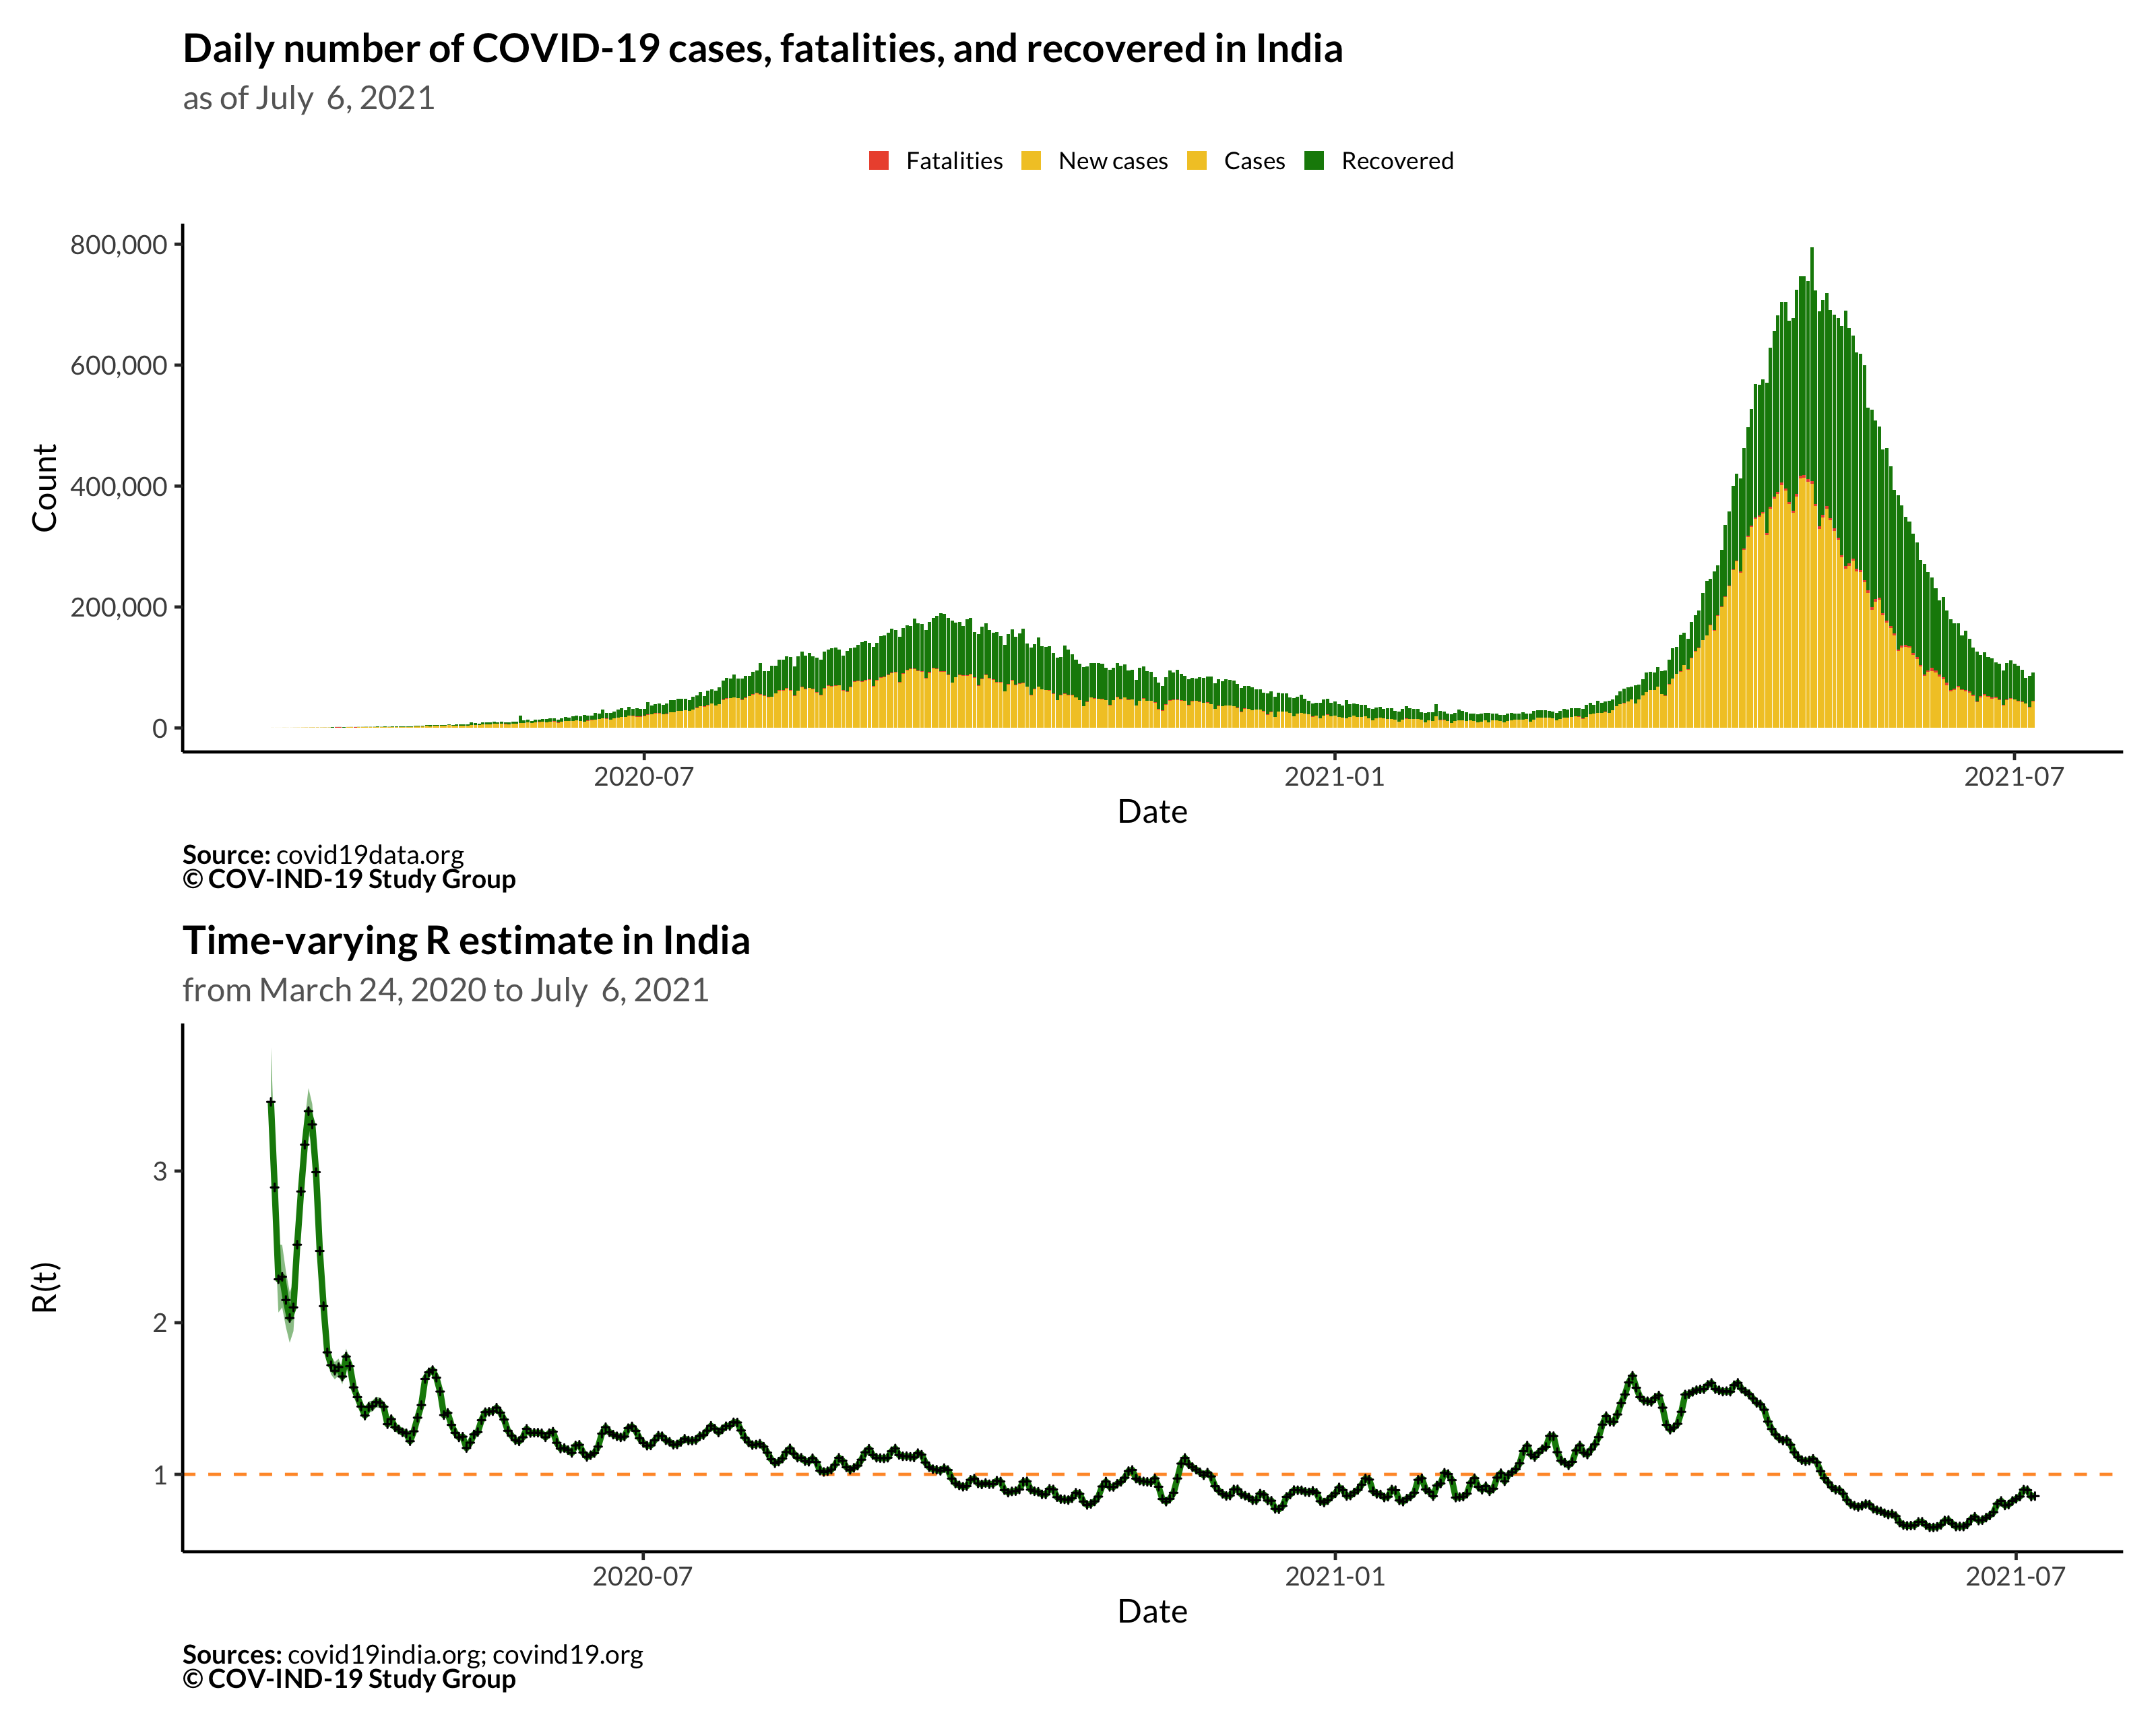 Daily number of COVID-19 cases, fatalities, and recovered in India
as of July  6, 2021
Fatalities New cases Cases Recovered
800,000
600,000
400,000
200,000
0
Count
2020-07 2021-01 2021-07
Date
Source: covid19data.org
© COV-IND-19 Study Group
Time-varying R estimate in India
from March 24, 2020 to July  6, 2021
3
2
1
R(t)
2020-07 2021-01 2021-07
Date
Sources: covid19india.org; covind19.org
© COV-IND-19 Study Group